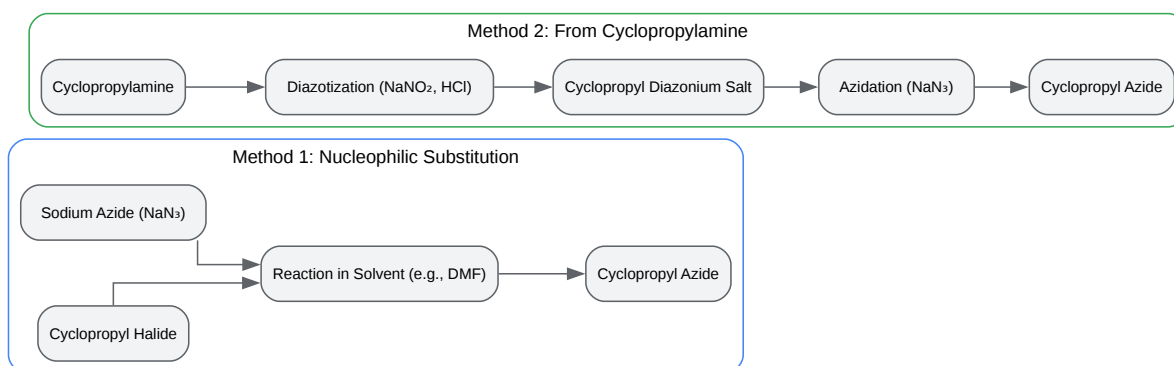 Method 2: From Cyclopropylamine
Cyclopropylamine
Diazotization (NaNO₂, HCl)
Cyclopropyl Diazonium Salt
Azidation (NaN₃)
Cyclopropyl Azide
Method 1: Nucleophilic Substitution
Sodium Azide (NaN₃)
Reaction in Solvent (e.g., DMF)
Cyclopropyl Azide
Cyclopropyl Halide